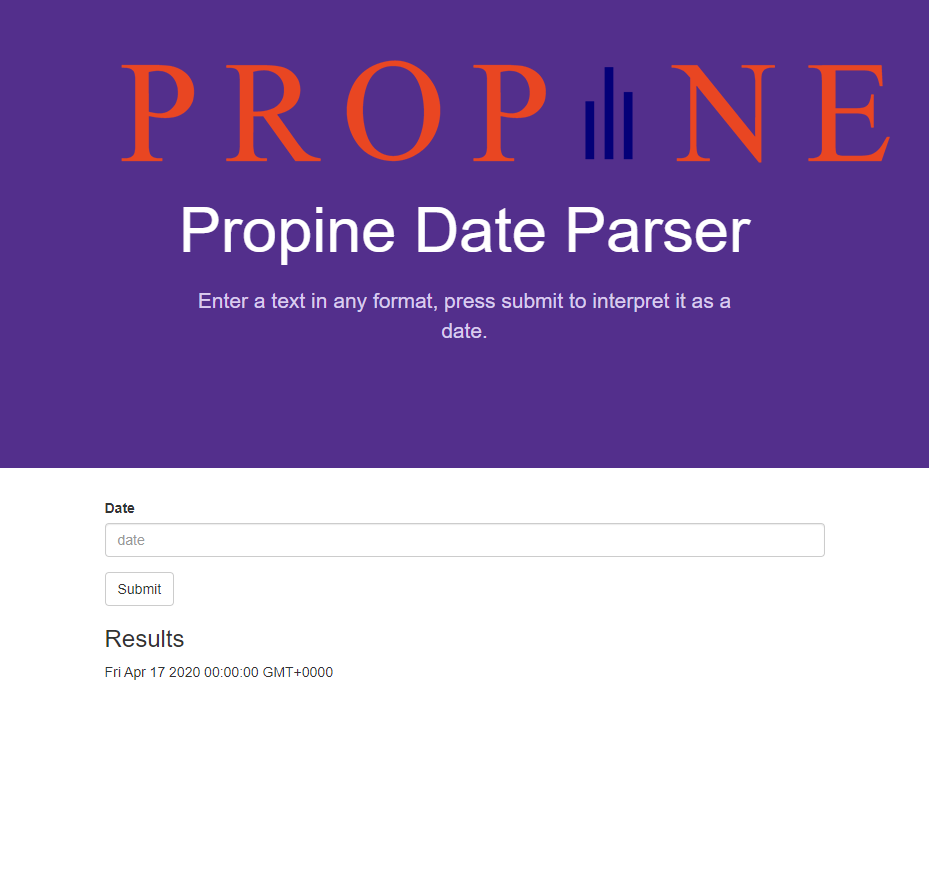 PROPINE
Propine Date Parser
Enter a text in any format, press submit to interpret it as a
date.
Date
date
Submit
Results
Fri Apr 17 2020 00:00:00 GMT+0000